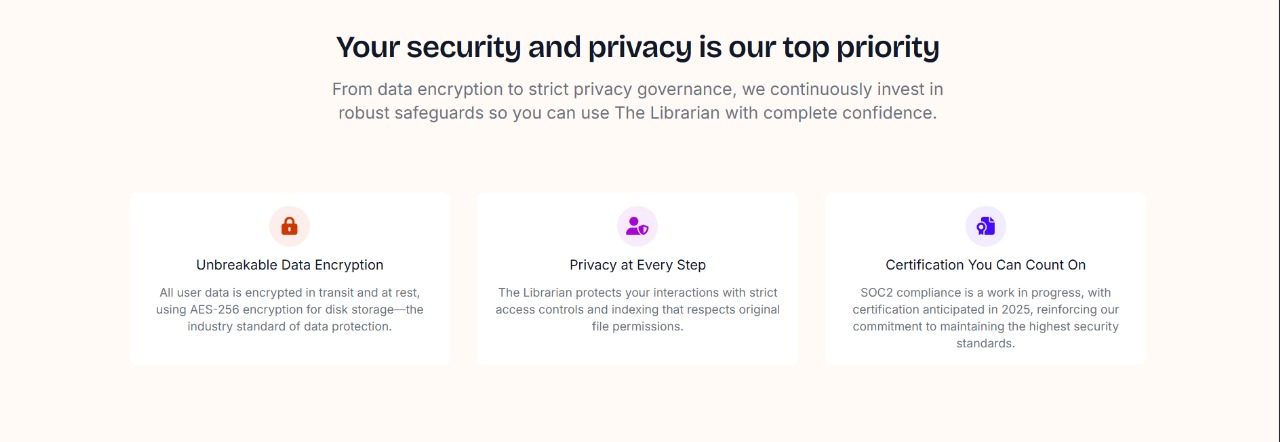 Your security and privacy is our top priority
From data encryption to strict privacy governance, we continuously invest in
robust safeguards so you can use The Librarian with complete confidence.
Unbreakable Data Encryption
All user data is encrypted in transit and at rest,
using AES-256 encryption for disk storage—the
industry standard of data protection.
Privacy at Every Step
The Librarian protects your interactions with strict
access controls and indexing that respects original
file permissions.
Certification You Can Count On
SOC2 compliance is a work in progress, with
certification anticipated in 2025, reinforcing our
commitment to maintaining the highest security
standards.